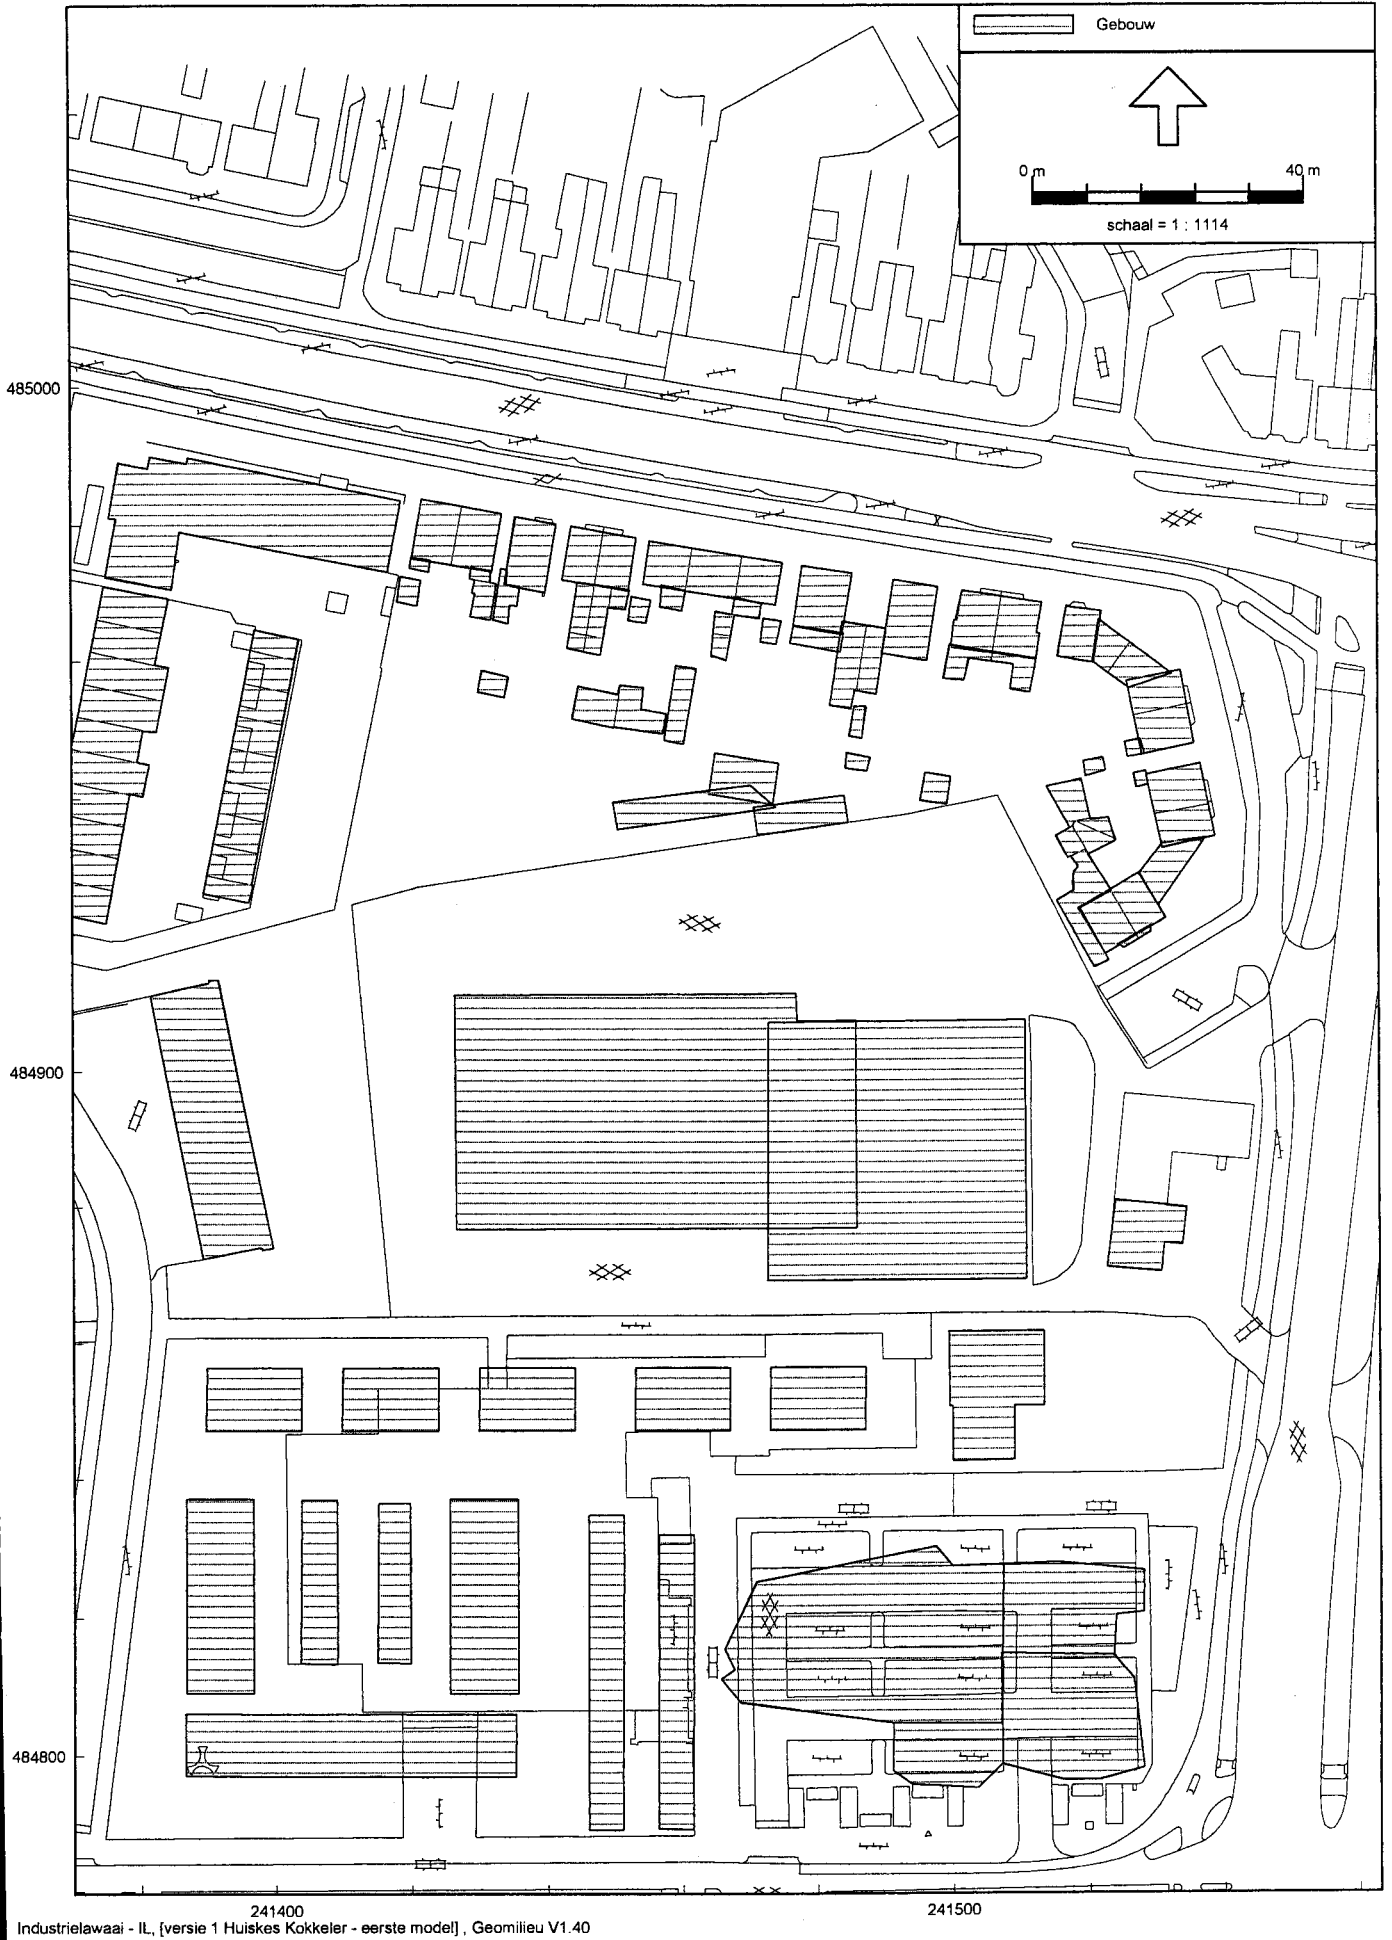 Gebouw
0 m 40 m
schaal = 1 : 1114
485000
484900
484800
241400 241500
Industrielawaai - IL, [versie 1 Huiskes Kokkeler - eerste model] , Geomilieu V1.40